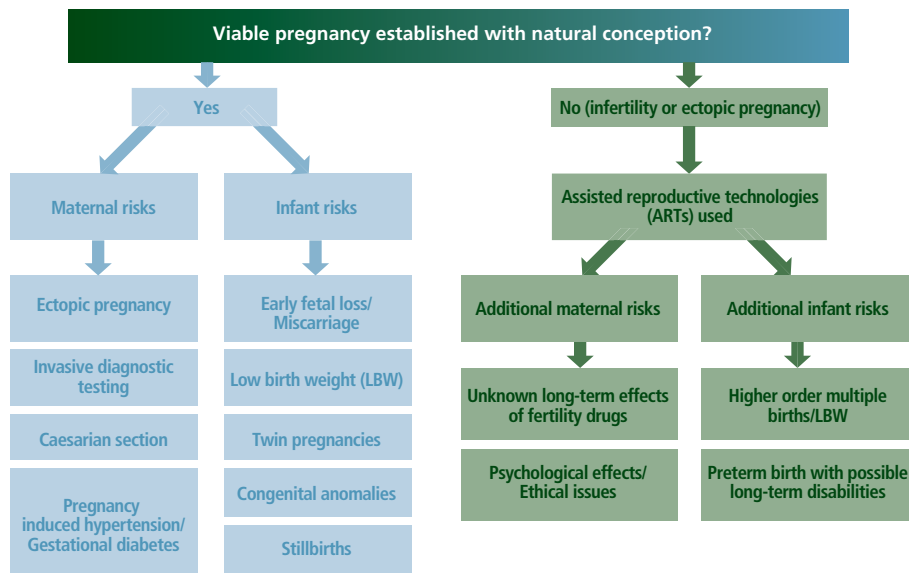 Viable pregnancy established with natural conception?
Yes
Maternal risks
Ectopic pregnancy
Invasive diagnostic
testing
Caesarian section
Pregnancy
induced hypertension/
Gestational diabetes
Infant risks
Early fetal loss/
Miscarriage
Low birth weight (LBW)
Twin pregnancies
Congenital anomalies
Stillbirths
No (infertility or ectopic pregnancy)
Assisted reproductive technologies
(ARTs) used
Additional maternal risks
Unknown long-term effects
of fertility drugs
Psychological effects/
Ethical issues
Additional infant risks
Higher order multiple
births/LBW
Preterm birth with possible
long-term disabilities